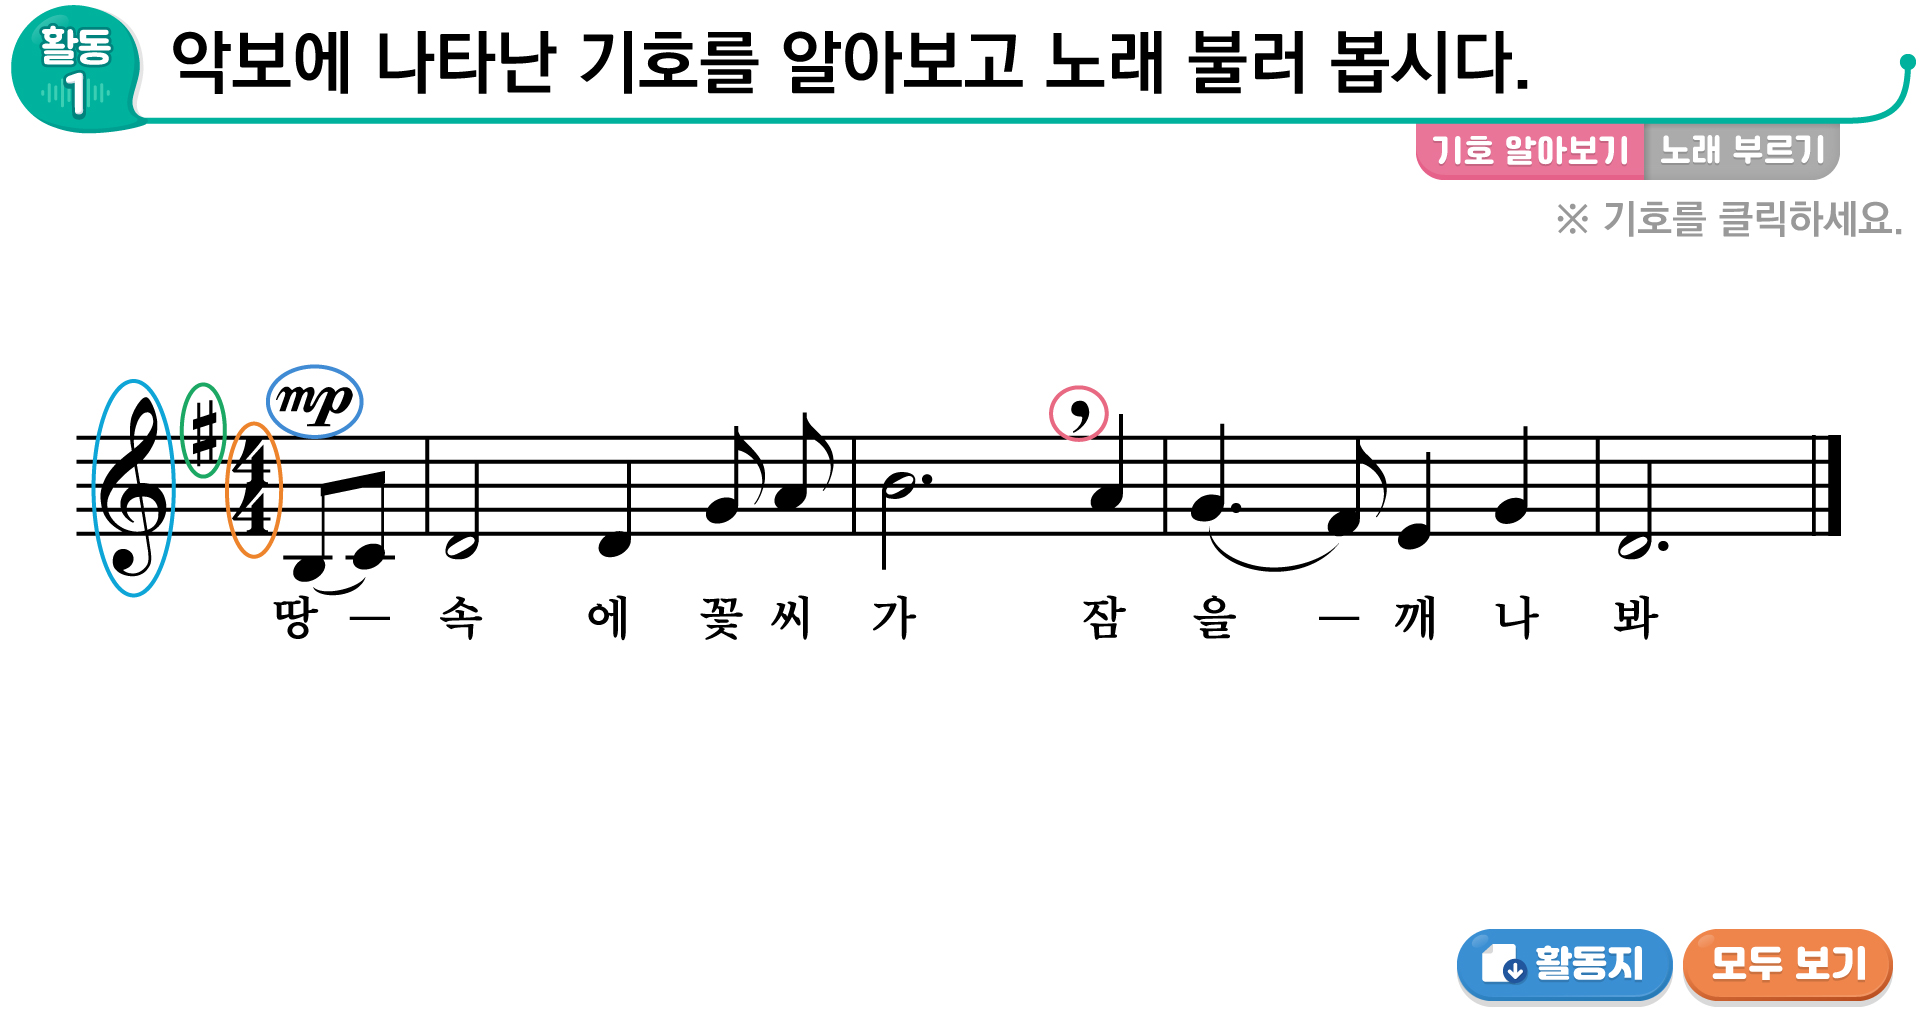 활동
1
악보에 나타난 기호를 알아보고 노래 불러 봅시다.
기호 알아보기 노래 부르기
※ 기호를 클릭하세요.
mp
4
4
땅 — 속 에 꽃 씨 가 잠 을 — 깨 나 봐
활동지 모두 보기